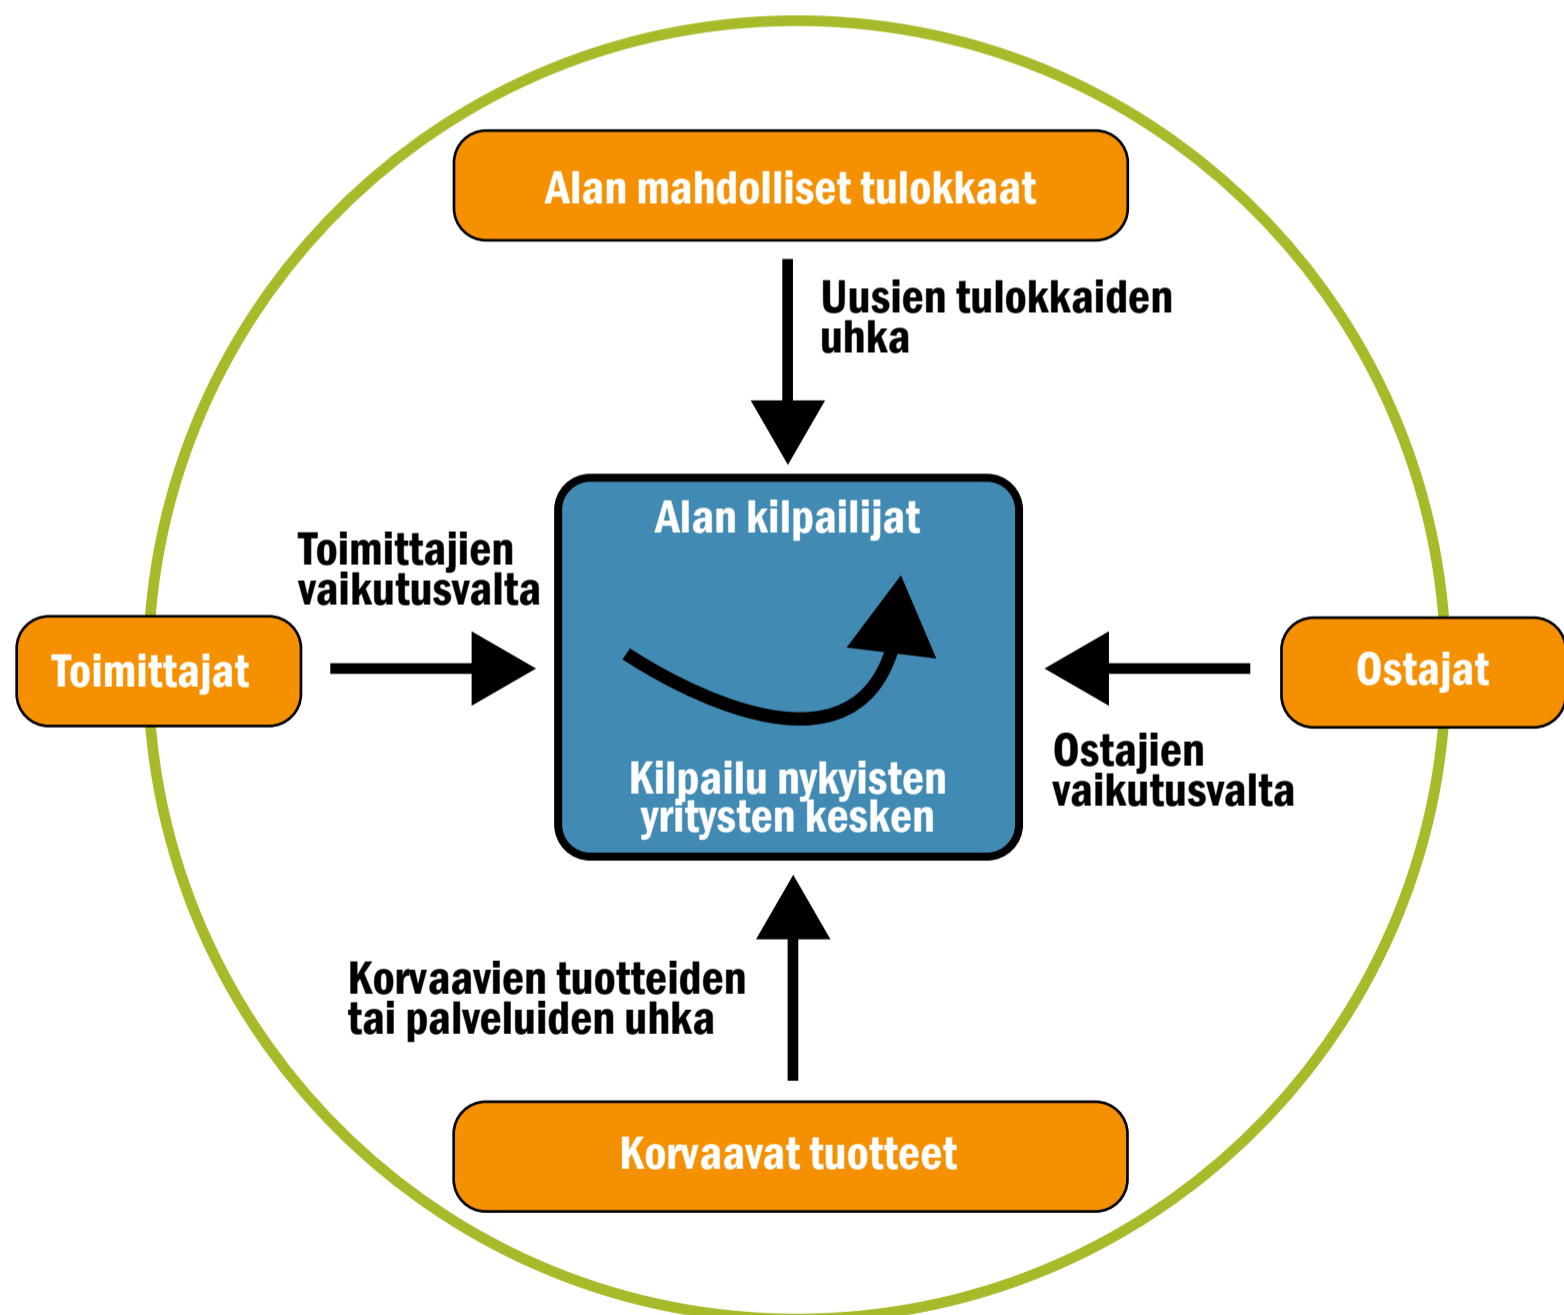 Alan mahdolliset tulokkaat
Uusien tulokkaiden
uhka
Alan kilpailijat
Toimittajien
vaikutusvalta
Toimittajat
Ostajat
Ostajien
vaikutusvalta
Kilpailu nykyisten
yritysten kesken
Korvaavien tuotteiden
tai palveluiden uhka
Korvaavat tuotteet